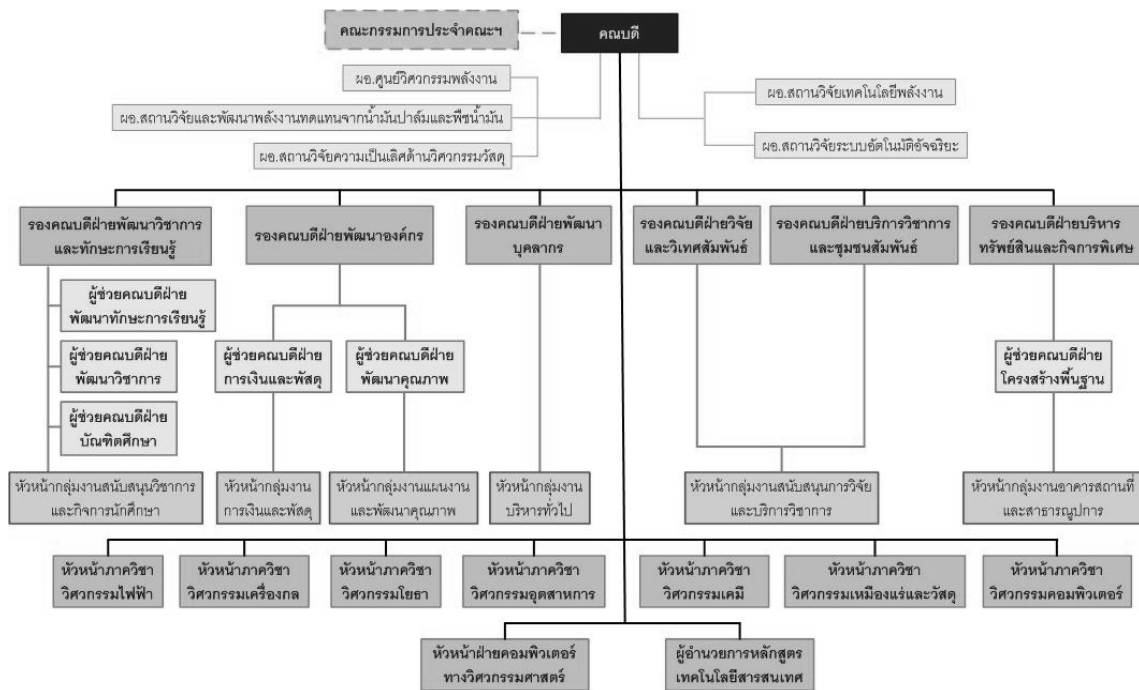 คณะกรรมการประจำคณะฯ
คณบดี
ผอ.ศูนย์วิศวกรรมพลังงาน
ผอ.สถานวิจัยและพัฒนาพลังงานทดแทนจากน้ำมันปาล์มและพืชน้ำมัน
ผอ.สถานวิจัยความเป็นเลิศด้านวิศวกรรมวัสดุ
ผอ.สถานวิจัยเทคโนโลยีพลังงาน
ผอ.สถานวิจัยระบบอัตโนมัติอัจฉริยะ
รองคณบดีฝ่ายพัฒนาวิชาการ
และทักษะการเรียนรู้
รองคณบดีฝ่ายพัฒนาองค์กร
รองคณบดีฝ่ายพัฒนา
บุคลากร
รองคณบดีฝ่ายวิจัย
และวิเทศสัมพันธ์
รองคณบดีฝ่ายบริการวิชาการ
และชุมชนสัมพันธ์
รองคณบดีฝ่ายบริหาร
ทรัพย์สินและกิจการพิเศษ
ผู้ช่วยคณบดีฝ่าย
พัฒนาทักษะการเรียนรู้
ผู้ช่วยคณบดีฝ่าย
พัฒนาวิชาการ
ผู้ช่วยคณบดีฝ่าย
บัณฑิตศึกษา
ผู้ช่วยคณบดีฝ่าย
การเงินและพัสดุ
ผู้ช่วยคณบดีฝ่าย
พัฒนาคุณภาพ
ผู้ช่วยคณบดีฝ่าย
โครงสร้างพื้นฐาน
หัวหน้ากลุ่มงานสนับสนุนวิชาการ
และกิจการนักศึกษา
หัวหน้ากลุ่มงาน
การเงินและพัสดุ
หัวหน้ากลุ่มงานแผนงาน
และพัฒนาคุณภาพ
หัวหน้ากลุ่มงาน
บริหารทั่วไป
หัวหน้ากลุ่มงานสนับสนุนการวิจัย
และบริการวิชาการ
หัวหน้ากลุ่มงานอาคารสถานที่
และสาธารณูปการ
หัวหน้าภาควิชา
วิศวกรรมไฟฟ้า
หัวหน้าภาควิชา
วิศวกรรมเครื่องกล
หัวหน้าภาควิชา
วิศวกรรมโยธา
หัวหน้าภาควิชา
วิศวกรรมอุตสาหการ
หัวหน้าภาควิชา
วิศวกรรมเคมี
หัวหน้าภาควิชา
วิศวกรรมเหมืองแร่และวัสดุ
หัวหน้าภาควิชา
วิศวกรรมคอมพิวเตอร์
หัวหน้าฝ่ายคอมพิวเตอร์
ทางวิศวกรรมศาสตร์
ผู้อำนวยการหลักสูตร
เทคโนโลยีสารสนเทศ